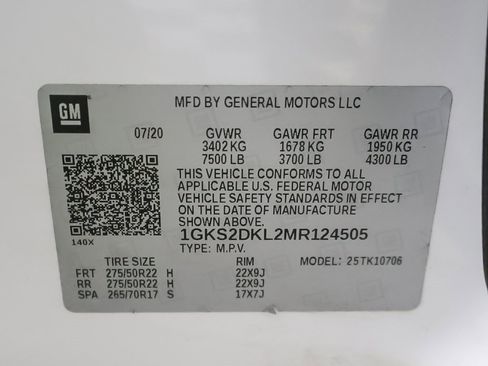 GM
MFD BY GENERAL MOTORS LLC
07/20 GVWR GAWR FRT GAWR RR
3402 KG 1678 KG 1950 KG
7500 LB 3700 LB 4300 LB
THIS VEHICLE CONFORMS TO ALL
APPLICABLE U.S. FEDERAL MOTOR
VEHICLE SAFETY STANDARDS IN EFFECT
ON THE DATE OF MANUFACTURE
SHOWN ABOVE.
1GKS2DKL2MR124505
140X TYPE: M.P.V. MODEL: 25TK10706
TIRE SIZE RIM
FRT 275/50R22 H 22X9J
RR 275/50R22 H 22X9J
SPA 265/70R17 S 17X7J